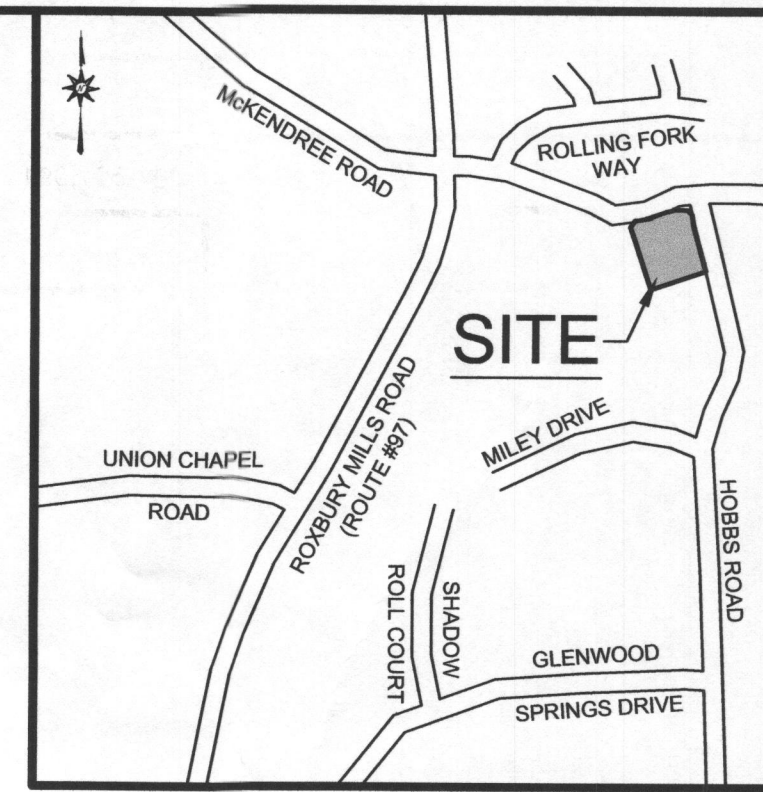 N
McKENDREE ROAD
ROLLING FORK
WAY
SITE
ROXBURY MILLS ROAD
(ROUTE #97)
MILEY DRIVE
UNION CHAPEL
ROAD
HOBBS ROAD
SHADOW
ROLL COURT
GLENWOOD
SPRINGS DRIVE